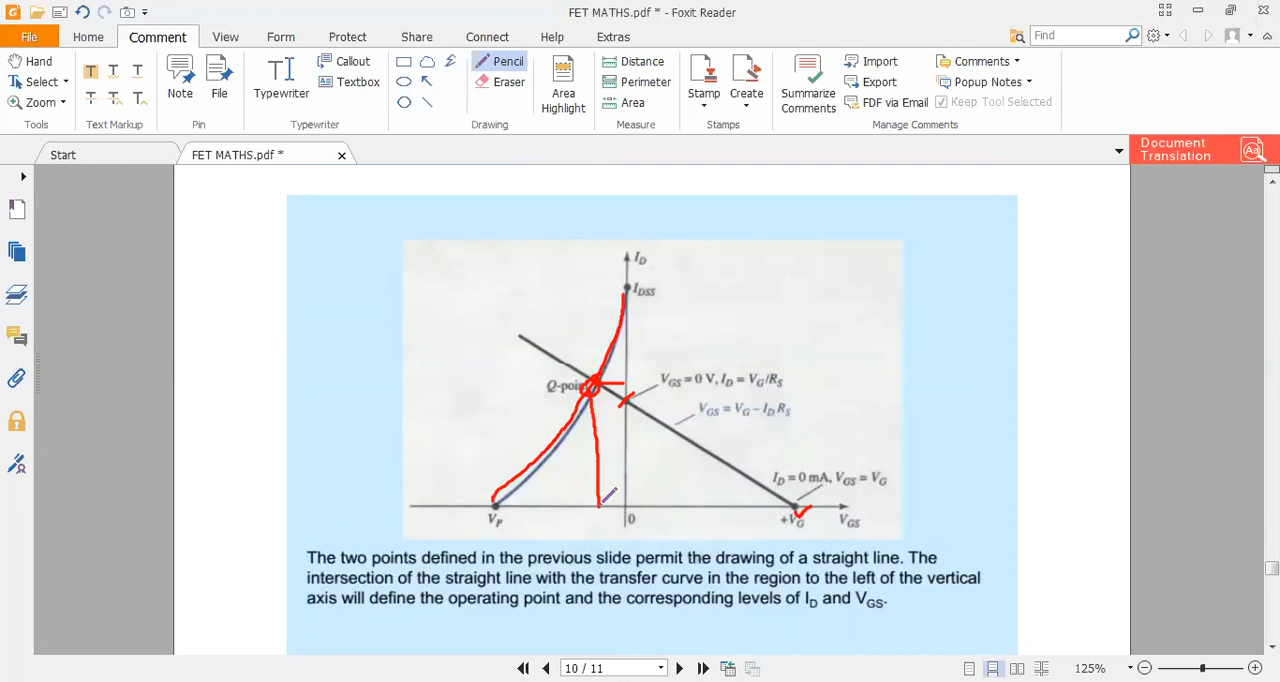 FET MATHS.pdf * - Foxit Reader
File Home Comment View Form Protect Share Connect Help Extras Find
Hand
Select
Zoom
Tools
T T T
T T T
Text Markup
Note File
Pin
Typewriter
Callout
Textbox
Typewriter
Pencil
Eraser
Drawing
Area
Highlight
Distance
Perimeter
Area
Measure
Stamp Create
Stamps
Summarize
Comments
Import
Export
FDF via Email
Comments
Popup Notes
Keep Tool Selected
Manage Comments
Start
FET MATHS.pdf *
Document
Translation
I_D
I_DSS
Q-point
V_GS = 0 V, I_D = V_G/R_S
V_GS = V_G − I_D R_S
I_D = 0 mA, V_GS = V_G
V_P
0
+V_G
V_GS
The two points defined in the previous slide permit the drawing of a straight line. The
intersection of the straight line with the transfer curve in the region to the left of the vertical
axis will define the operating point and the corresponding levels of I_D and V_GS.
10 / 11
125%